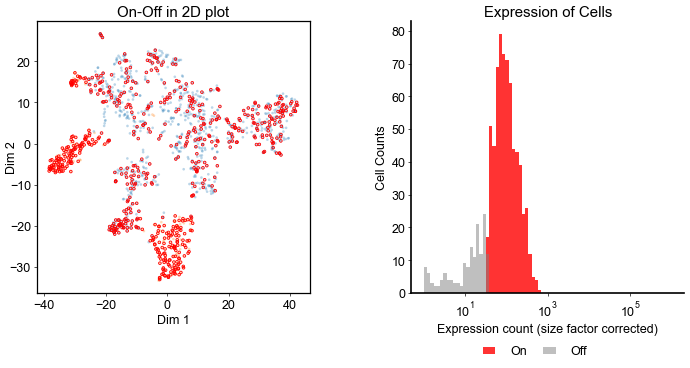 On-Off in 2D plot
20
10
0
−10
−20
−30
Dim 2
−40
−20
0
20
40
Dim 1
Expression of Cells
80
70
60
50
40
30
20
10
0
Cell Counts
10¹
10³
10⁵
Expression count (size factor corrected)
On
Off